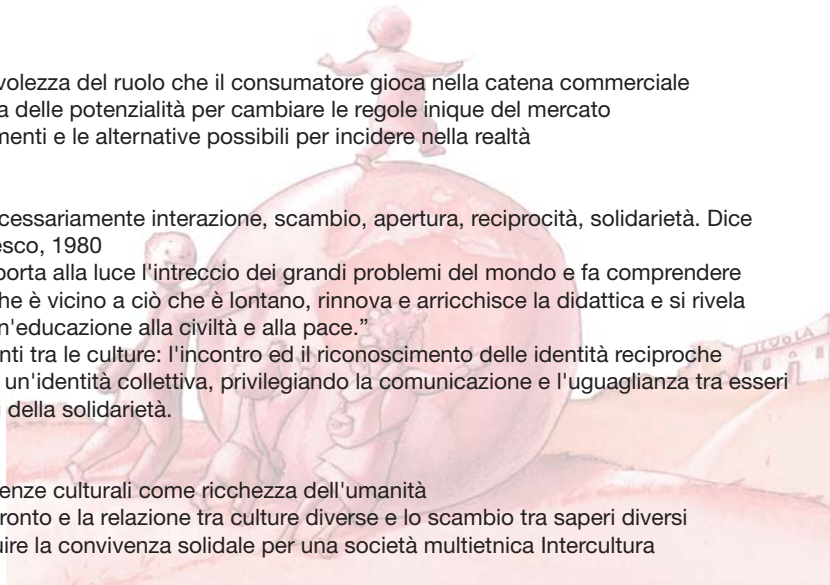 volezza del ruolo che il consumatore gioca nella catena commerciale
a delle potenzialità per cambiare le regole inique del mercato
menti e le alternative possibili per incidere nella realtà
cessariamente interazione, scambio, apertura, reciprocità, solidarietà. Dice
esco, 1980
porta alla luce l'intreccio dei grandi problemi del mondo e fa comprendere
he è vicino a ciò che è lontano, rinnova e arricchisce la didattica e si rivela
n'educazione alla civiltà e alla pace.”
nti tra le culture: l'incontro ed il riconoscimento delle identità reciproche
un'identità collettiva, privilegiando la comunicazione e l'uguaglianza tra esseri
i della solidarietà.
SCUOLA
enze culturali come ricchezza dell'umanità
ronto e la relazione tra culture diverse e lo scambio tra saperi diversi
uire la convivenza solidale per una società multietnica Intercultura